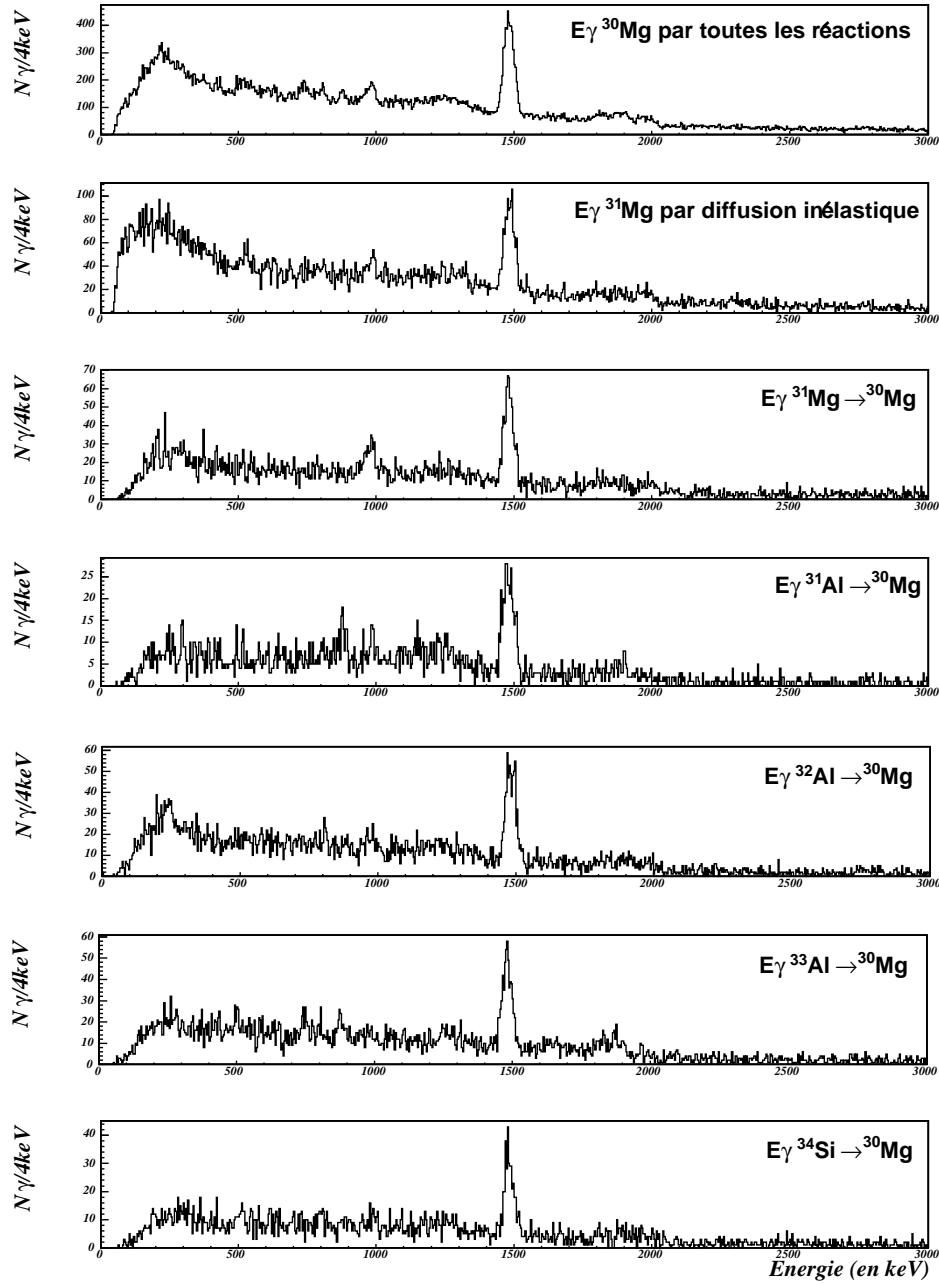 Nγ/4keV
400
300
200
100
0
Eγ ³⁰Mg par toutes les réactions
0 500 1000 1500 2000 2500 3000
Nγ/4keV
100
80
60
40
20
0
Eγ ³¹Mg par diffusion inélastique
0 500 1000 1500 2000 2500 3000
Nγ/4keV
70
60
50
40
30
20
10
0
Eγ ³¹Mg →³⁰Mg
0 500 1000 1500 2000 2500 3000
Nγ/4keV
25
20
15
10
5
0
Eγ ³¹Al →³⁰Mg
0 500 1000 1500 2000 2500 3000
Nγ/4keV
60
50
40
30
20
10
0
Eγ ³²Al →³⁰Mg
0 500 1000 1500 2000 2500 3000
Nγ/4keV
60
50
40
30
20
10
0
Eγ ³³Al →³⁰Mg
0 500 1000 1500 2000 2500 3000
Nγ/4keV
40
30
20
10
0
Eγ ³⁴Si →³⁰Mg
0 500 1000 1500 2000 2500 3000
Energie (en keV)